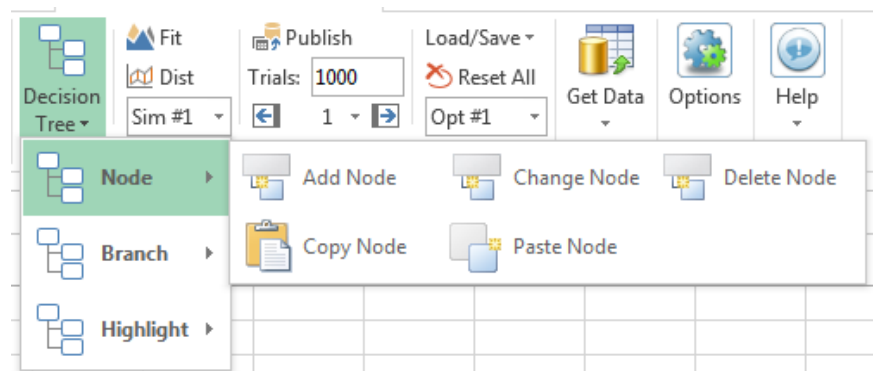 Decision
Tree
Fit
Dist
Sim #1
Publish
Trials: 1000
1
Load/Save
Reset All
Opt #1
Get Data
Options
Help
Node
Branch
Highlight
Add Node
Change Node
Delete Node
Copy Node
Paste Node